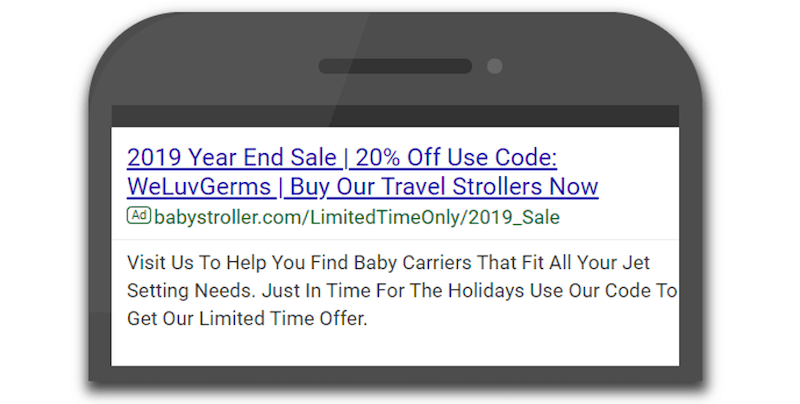 2019 Year End Sale | 20% Off Use Code:
WeLuvGerms | Buy Our Travel Strollers Now
Ad babystroller.com/LimitedTimeOnly/2019_Sale
Visit Us To Help You Find Baby Carriers That Fit All Your Jet
Setting Needs. Just In Time For The Holidays Use Our Code To
Get Our Limited Time Offer.